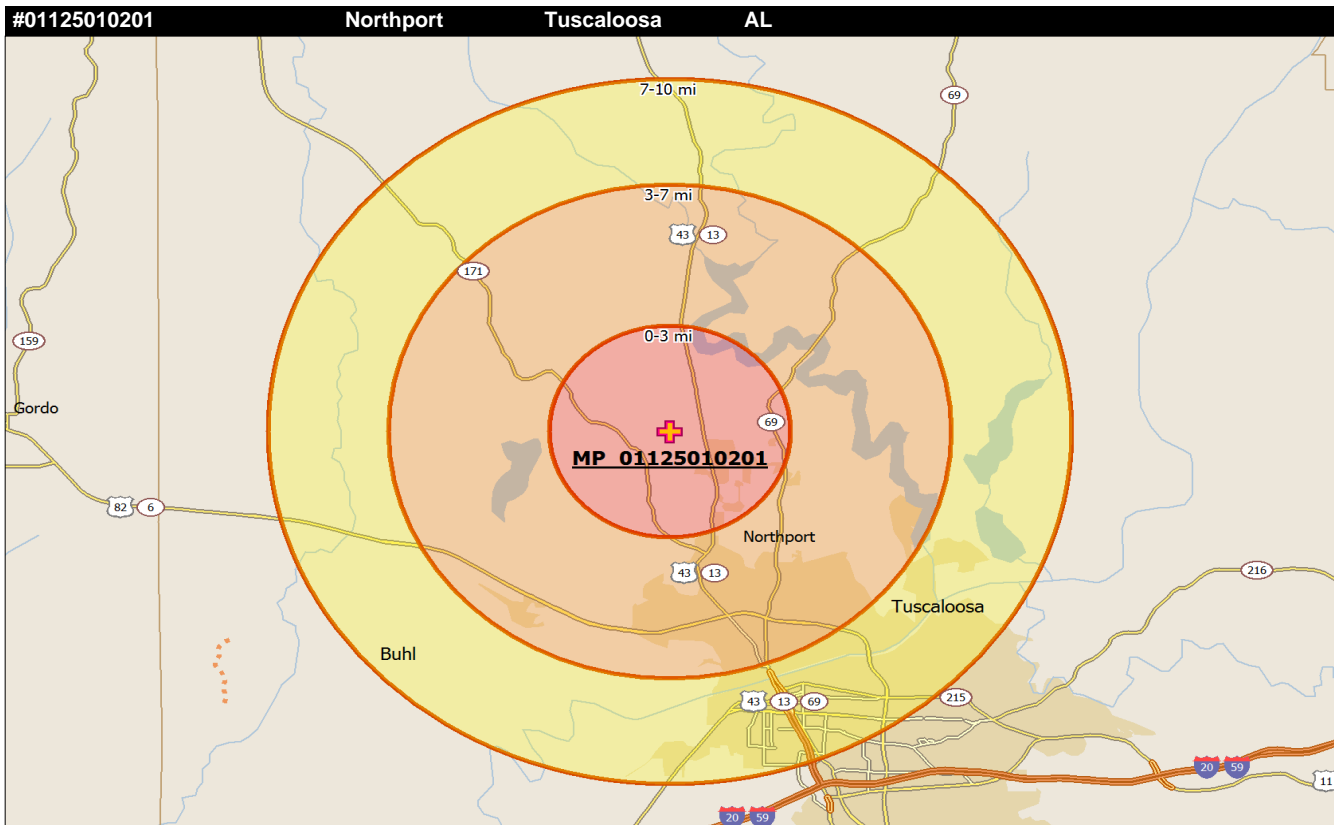 #01125010201 Northport Tuscaloosa AL
7-10 mi
69
3-7 mi
43 13
171
0-3 mi
159
Gordo
69
MP 01125010201
82 6
Northport
43 13
216
Tuscaloosa
Buhl
43 13 69
215
20 59
11
20 59